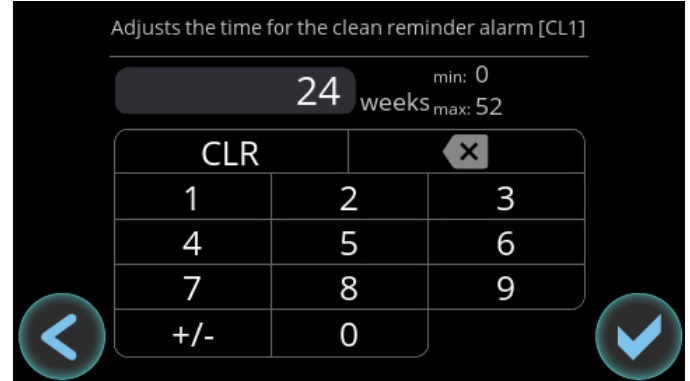 Adjusts the time for the clean reminder alarm [CL1]
24 weeks min: 0
max: 52
CLR
1 2 3
4 5 6
7 8 9
+/- 0